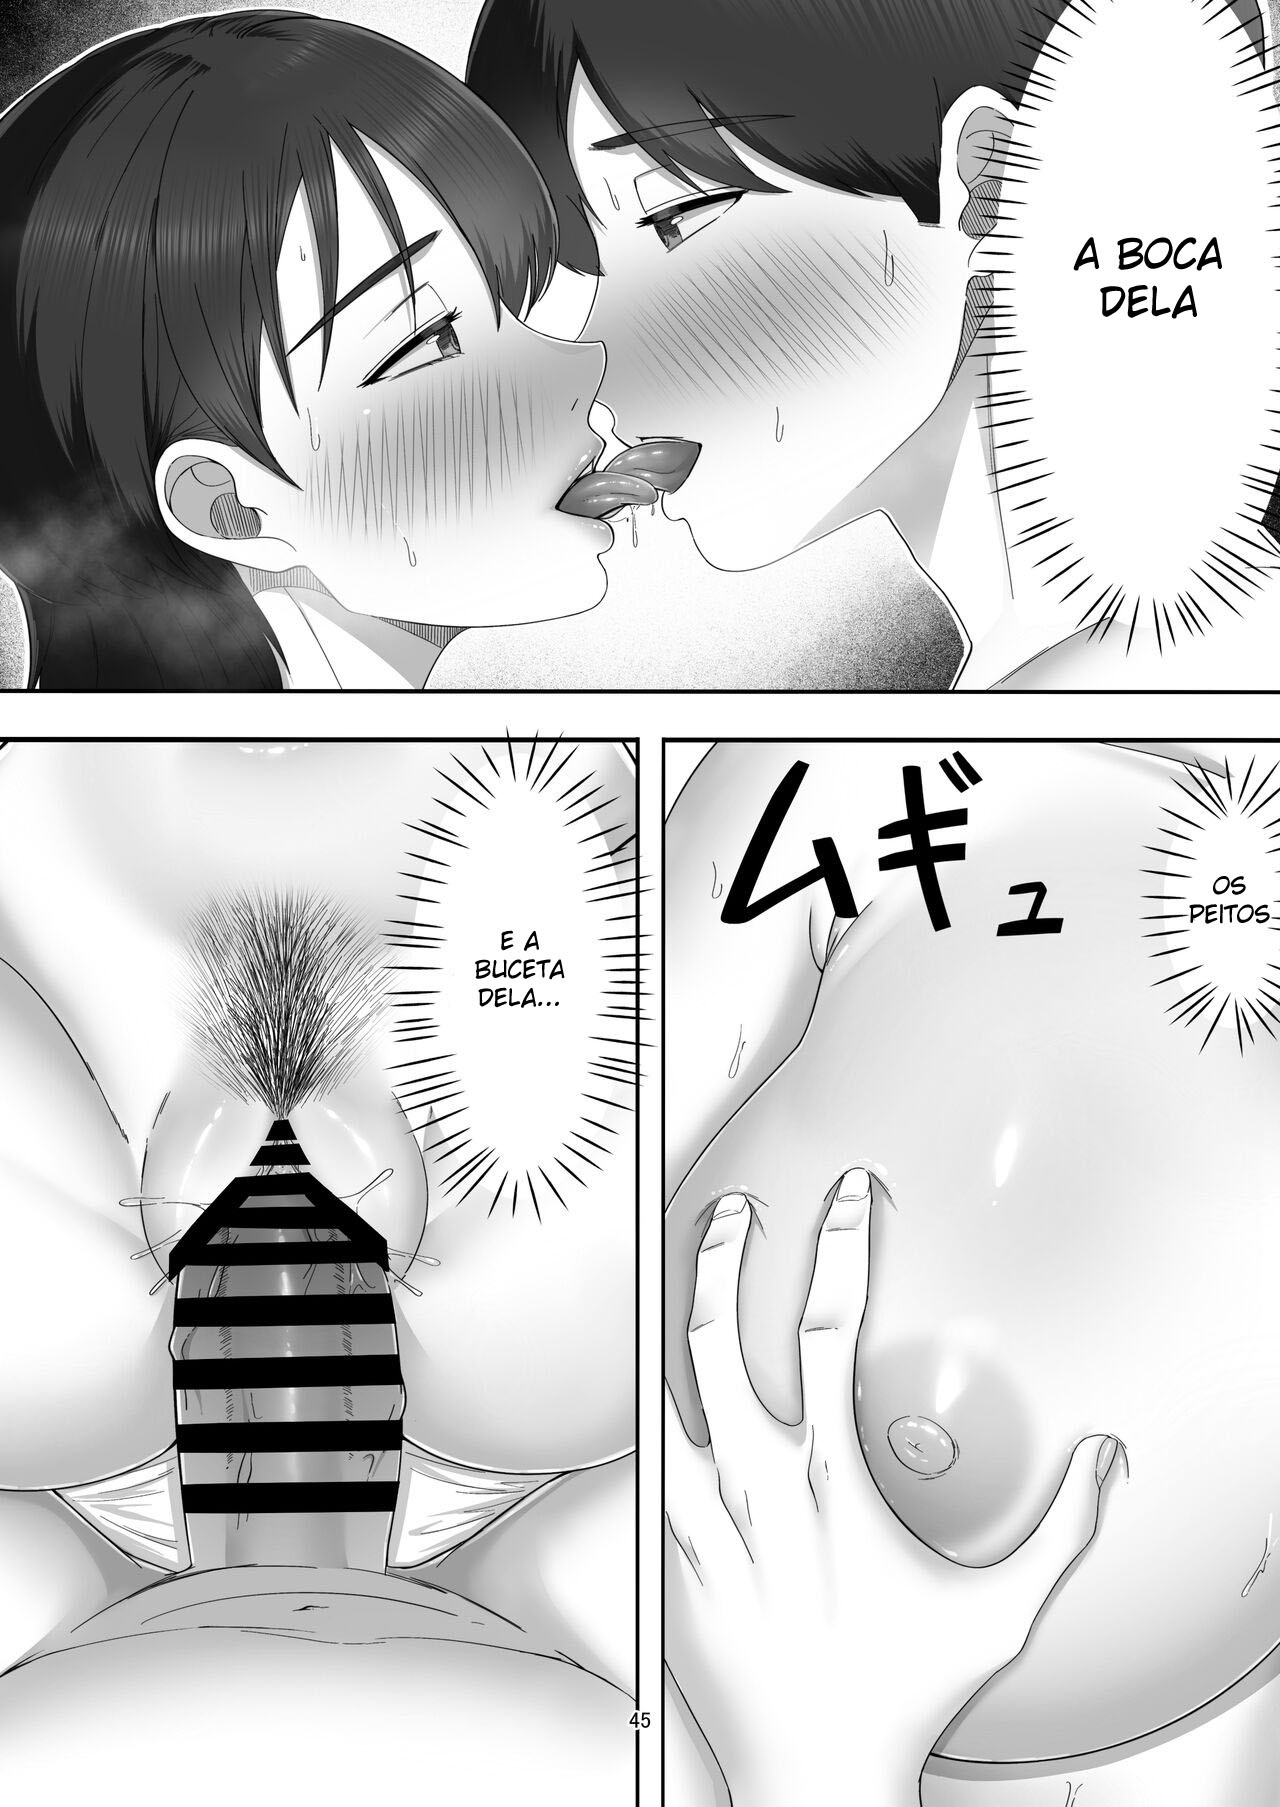 A BOCA
DELA
OS
PEITOS
ムギュ
E A
BUCETA
DELA...
45